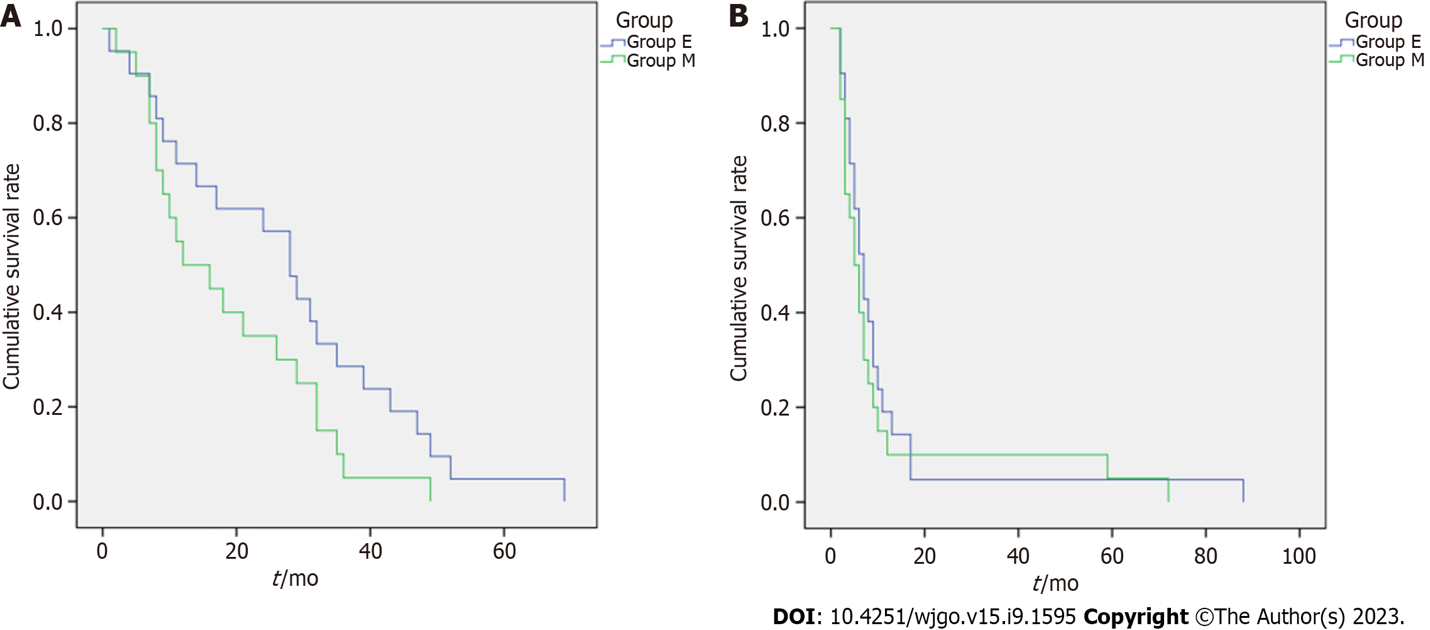 A
Group
Group E
Group M
Cumulative survival rate
1.0
0.8
0.6
0.4
0.2
0.0
0 20 40 60
t/mo
B
Group
Group E
Group M
Cumulative survival rate
1.0
0.8
0.6
0.4
0.2
0.0
0 20 40 60 80 100
t/mo
DOI: 10.4251/wjgo.v15.i9.1595 Copyright ©The Author(s) 2023.